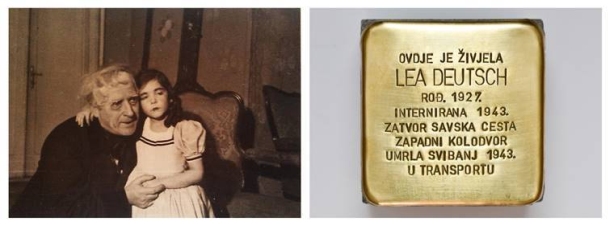 OVDJE JE ŽIVJELA
LEA DEUTSCH
ROĐ. 1927.
INTERNIRANA 1943.
ZATVOR SAVSKA CESTA
ZAPADNI KOLODVOR
UMRLA SVIBANJ 1943.
U TRANSPORTU